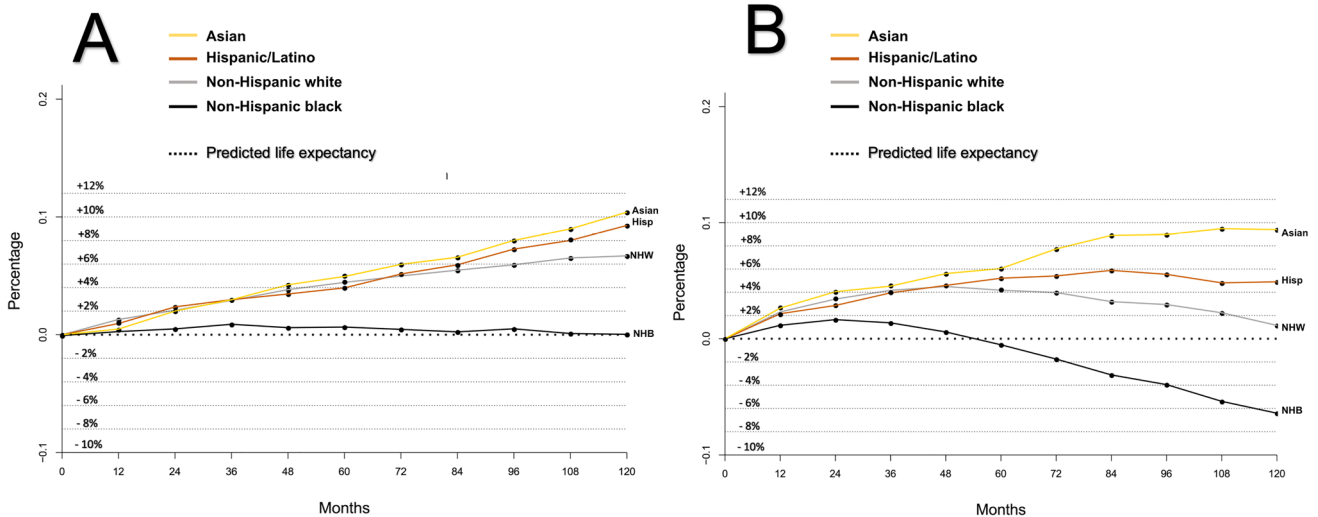 A
Asian
Hispanic/Latino
Non-Hispanic white
Non-Hispanic black
Predicted life expectancy
Percentage
0.2
0.1
0.0
-0.1
+12%
+10%
+8%
+6%
+4%
+2%
- 2%
- 4%
- 6%
- 8%
- 10%
Asian
Hisp
NHW
NHB
0 12 24 36 48 60 72 84 96 108 120
Months
B
Asian
Hispanic/Latino
Non-Hispanic white
Non-Hispanic black
Predicted life expectancy
Percentage
0.2
0.1
0.0
-0.1
+12%
+10%
+8%
+6%
+4%
+2%
- 2%
- 4%
- 6%
- 8%
- 10%
Asian
Hisp
NHW
NHB
0 12 24 36 48 60 72 84 96 108 120
Months